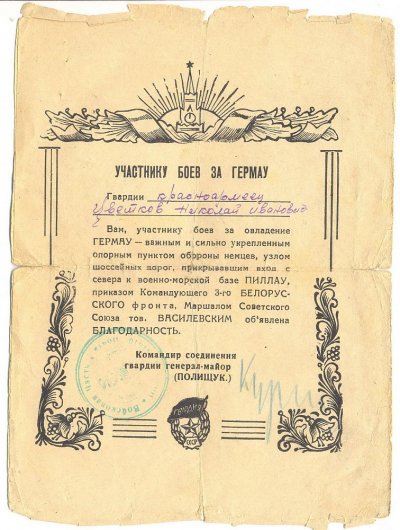 УЧАСТНИКУ БОЕВ ЗА ГЕРМАУ
Гвардии красноармеец
Цветков Николай Иванович
Вам, участнику боев за овладение
ГЕРМАУ — важным и сильно укрепленным
опорным пунктом обороны немцев, узлом
шоссейных дорог, прикрывавшим вход с
севера к военно-морской базе ПИЛЛАУ,
приказом Командующего 3-го БЕЛОРУС-
СКОГО фронта, Маршалом Советского
Союза тов. ВАСИЛЕВСКИМ об'явлена
БЛАГОДАРНОСТЬ.
Командир соединения
гвардии генерал-майор
(ПОЛИЩУК.)
ГВАРДИЯ
СССР